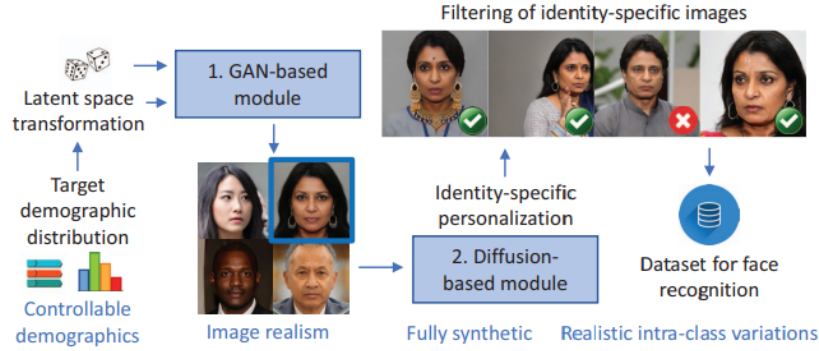 Filtering of identity-specific images
1. GAN-based
module
Latent space
transformation
Target
demographic
distribution
Controllable
demographics
Image realism
Identity-specific
personalization
2. Diffusion-
based module
Fully synthetic
Dataset for face
recognition
Realistic intra-class variations